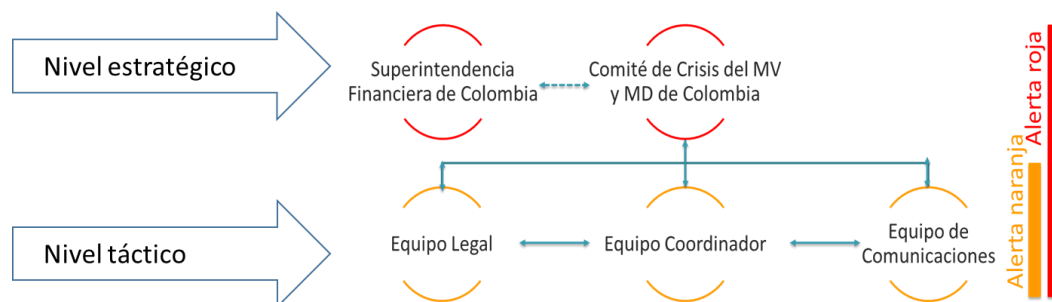 Nivel estratégico
Superintendencia
Financiera de Colombia
Comité de Crisis del MV
y MD de Colombia
Alerta roja
Nivel táctico
Equipo Legal
Equipo Coordinador
Equipo de
Comunicaciones
Alerta naranja